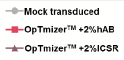 Mock transduced
OpTmizer™ +2%hAB
OpTmizer™ +2%ICSR